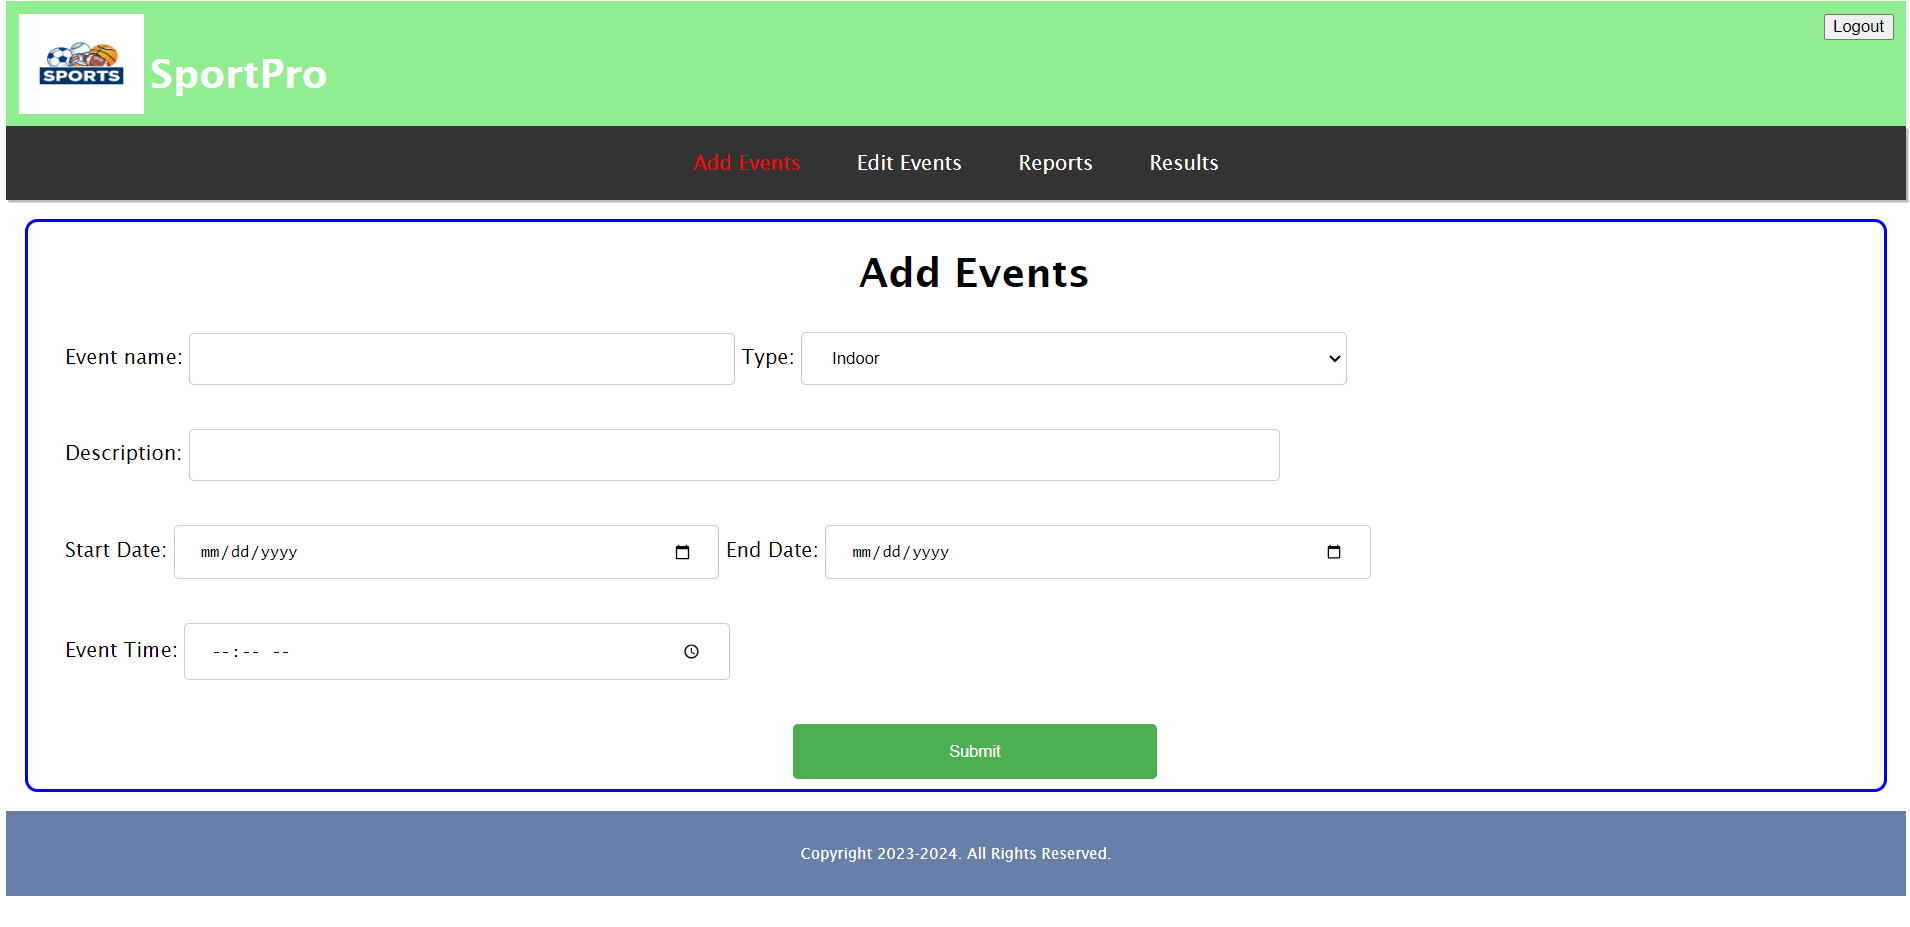 Logout
SPORTS
SportPro
Add Events Edit Events Reports Results
Add Events
Event name: Type: Indoor
Description:
Start Date: mm/dd/yyyy End Date: mm/dd/yyyy
Event Time: --:-- --
Submit
Copyright 2023-2024. All Rights Reserved.